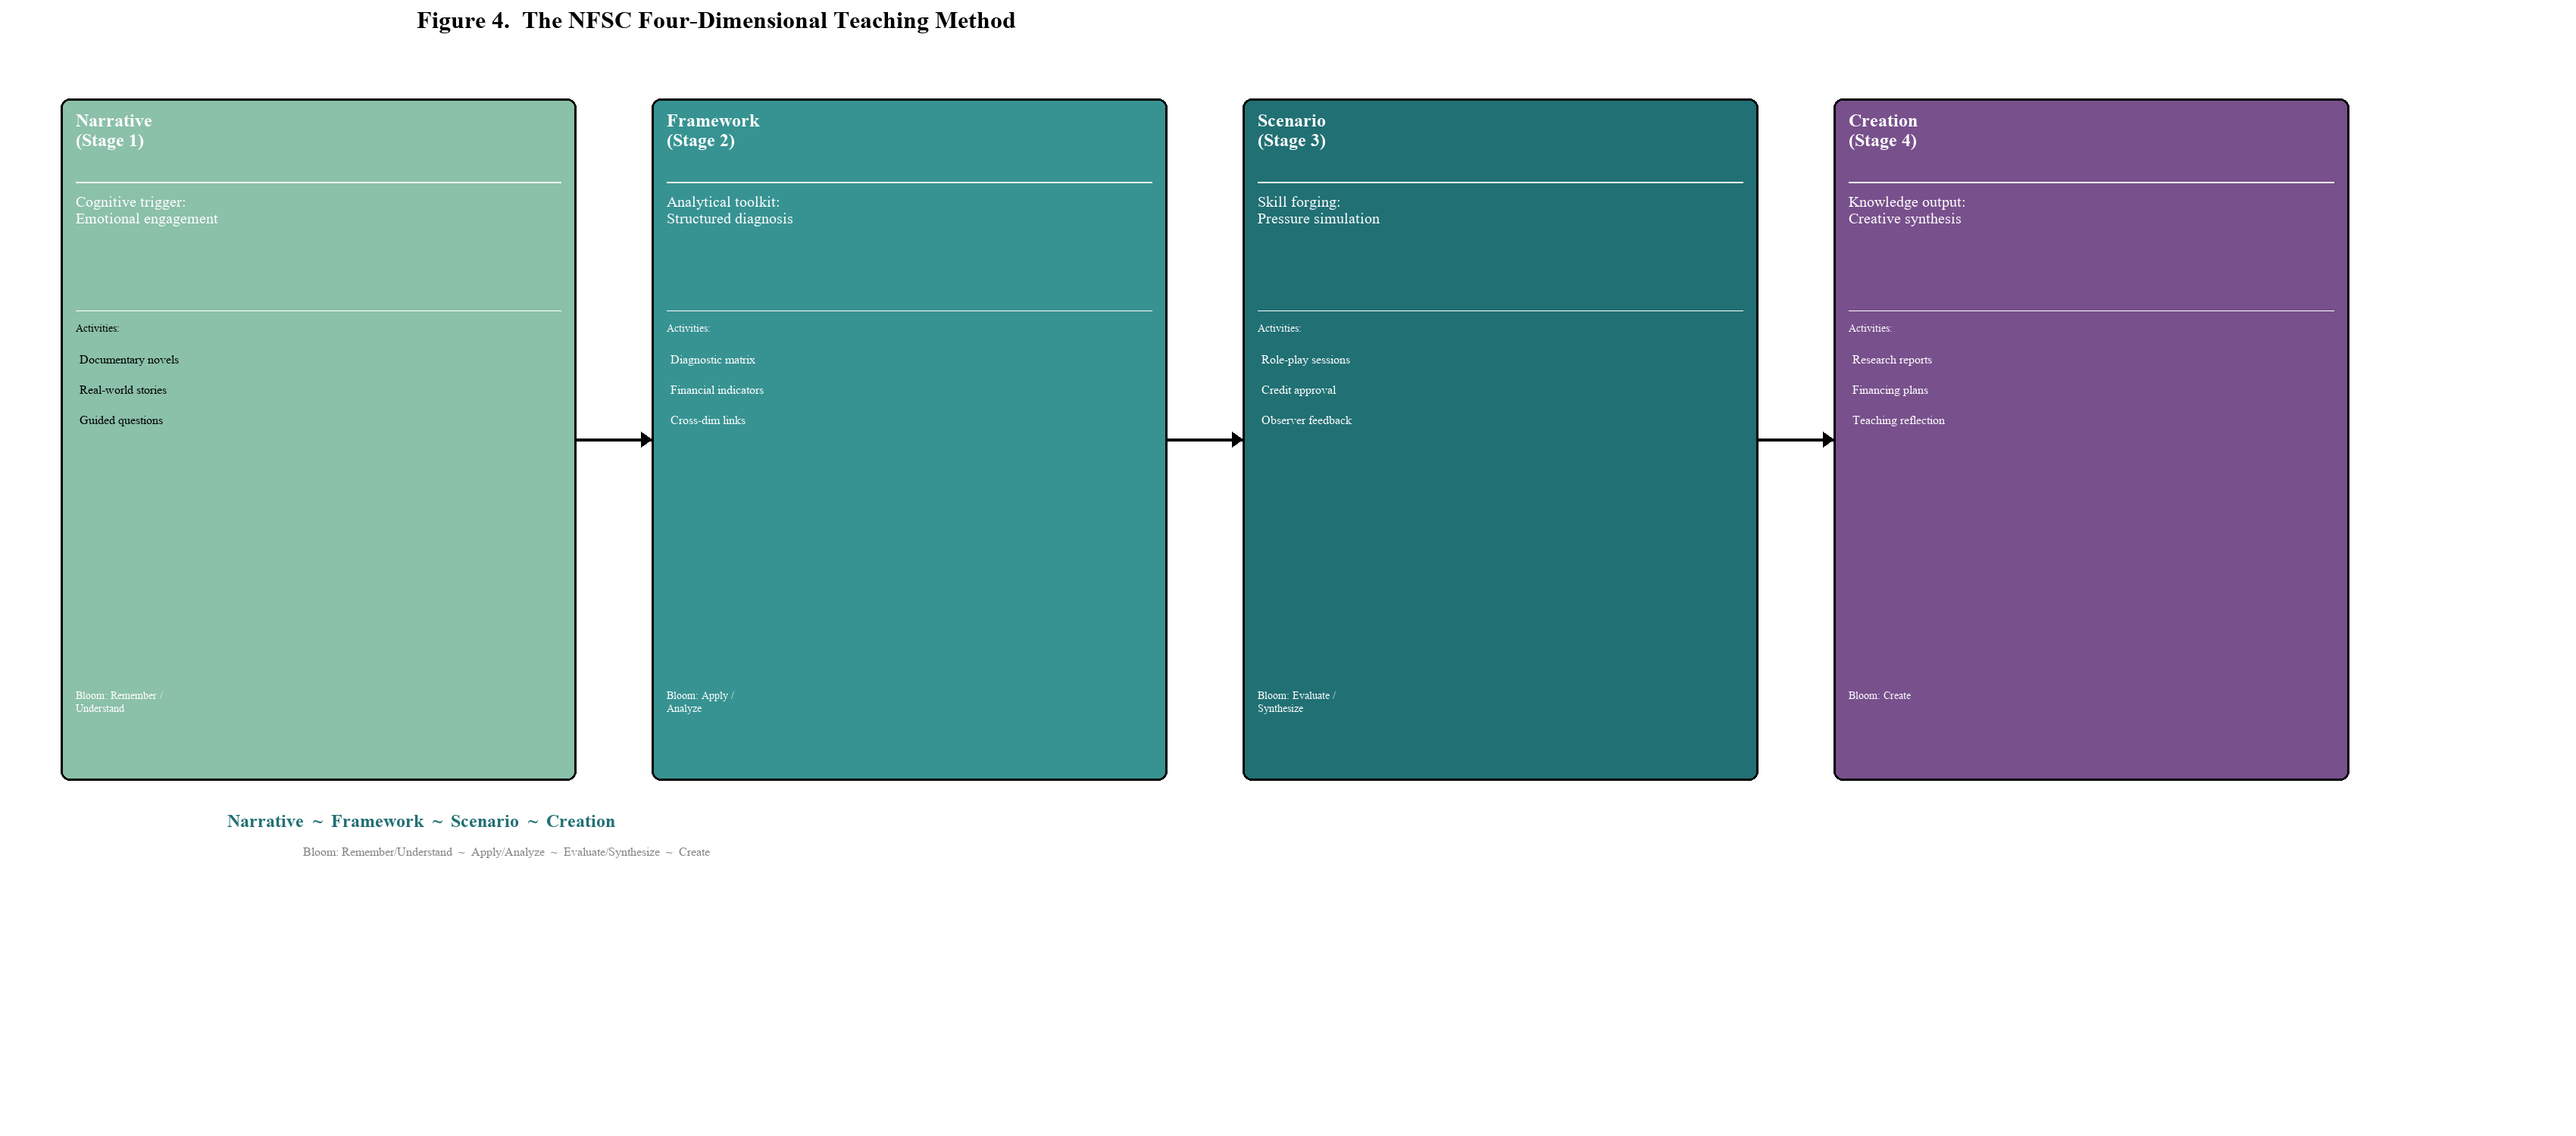 Figure 4.  The NFSC Four-Dimensional Teaching Method
Narrative
(Stage 1)
Cognitive trigger:
Emotional engagement
Activities:
Documentary novels
Real-world stories
Guided questions
Bloom: Remember /
Understand
Framework
(Stage 2)
Analytical toolkit:
Structured diagnosis
Activities:
Diagnostic matrix
Financial indicators
Cross-dim links
Bloom: Apply /
Analyze
Scenario
(Stage 3)
Skill forging:
Pressure simulation
Activities:
Role-play sessions
Credit approval
Observer feedback
Bloom: Evaluate /
Synthesize
Creation
(Stage 4)
Knowledge output:
Creative synthesis
Activities:
Research reports
Financing plans
Teaching reflection
Bloom: Create
Narrative ~ Framework ~ Scenario ~ Creation
Bloom: Remember/Understand ~ Apply/Analyze ~ Evaluate/Synthesize ~ Create